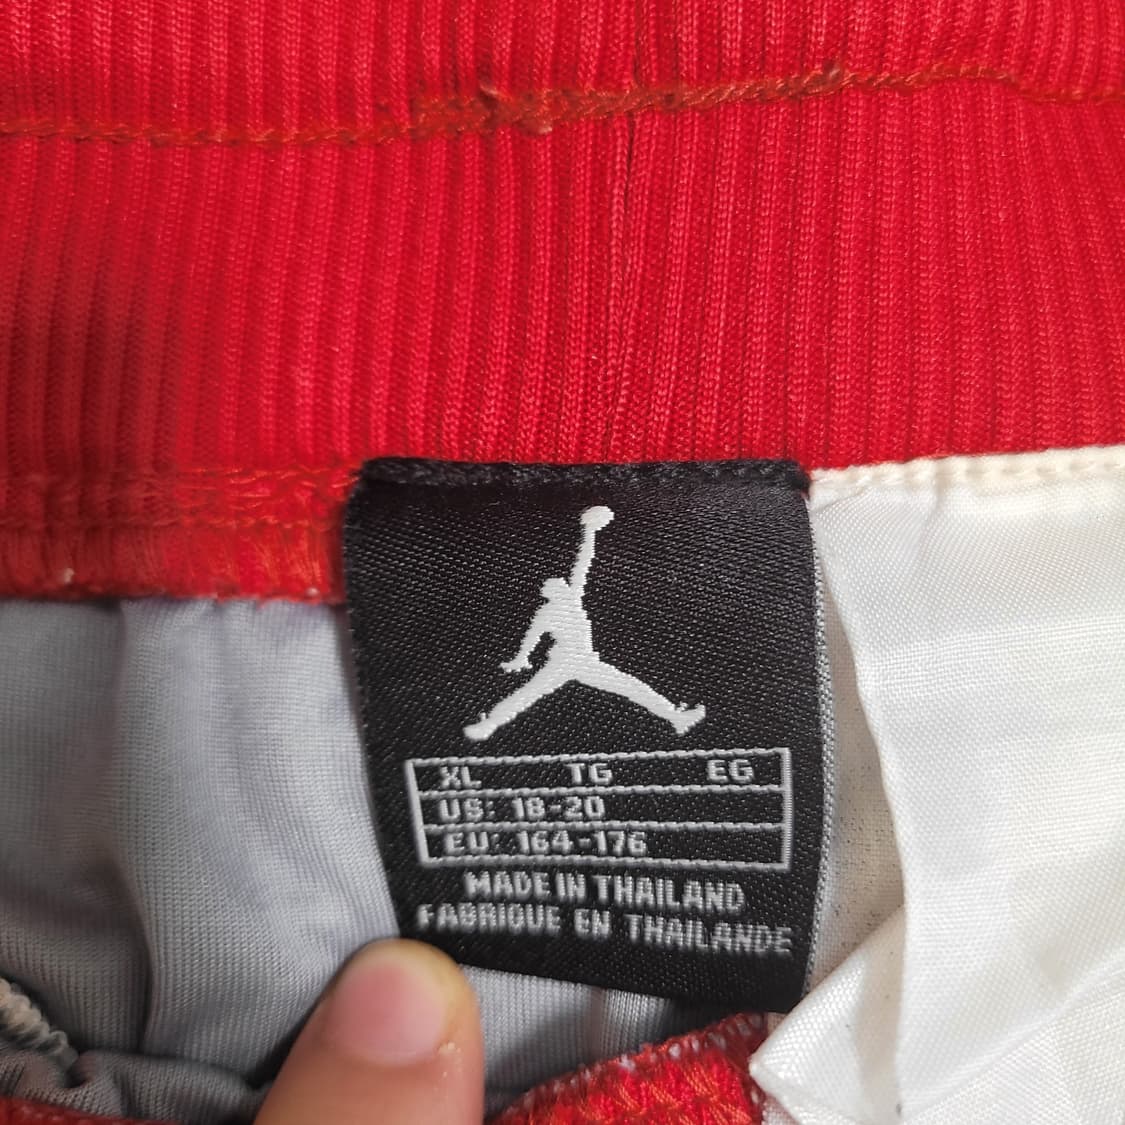 XL TG EG
US: 18-20
EU: 164-176
MADE IN THAILAND
FABRIQUE EN THAILANDE